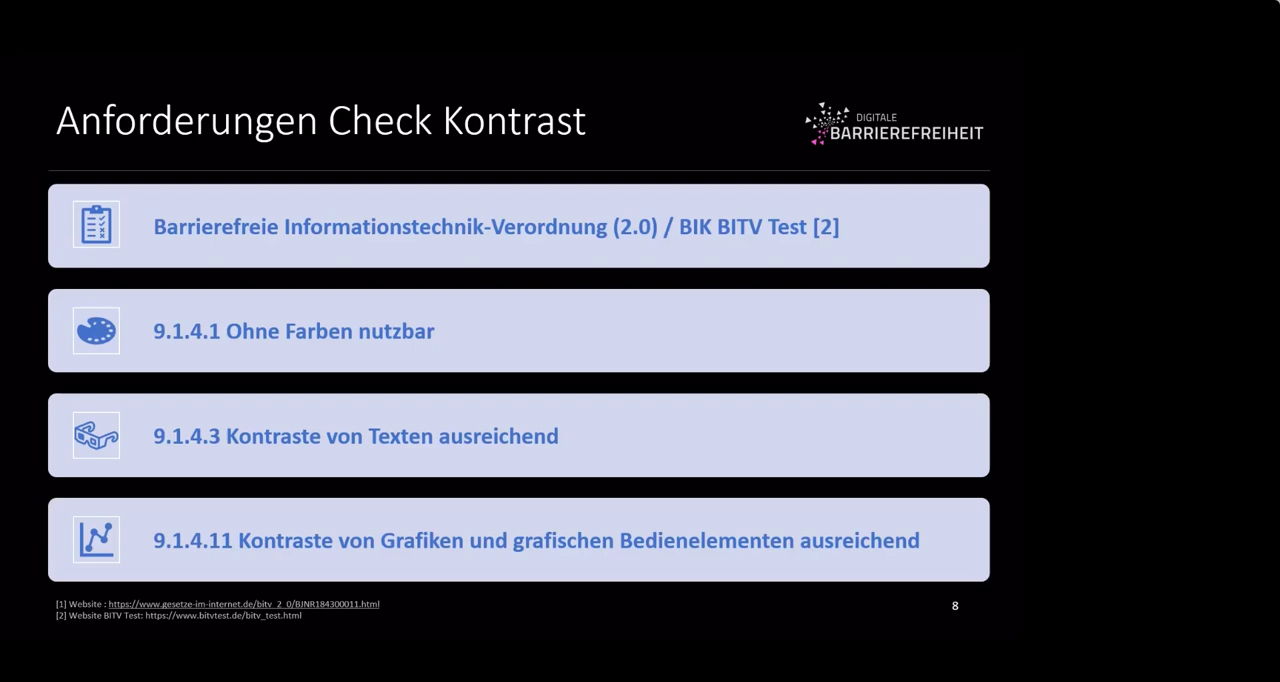 Anforderungen Check Kontrast
DIGITALE
BARRIEREFREIHEIT
Barrierefreie Informationstechnik-Verordnung (2.0) / BIK BITV Test [2]
9.1.4.1 Ohne Farben nutzbar
9.1.4.3 Kontraste von Texten ausreichend
9.1.4.11 Kontraste von Grafiken und grafischen Bedienelementen ausreichend
[1] Website : https://www.gesetze-im-internet.de/bitv_2_0/BJNR184300011.html
[2] Website BITV Test: https://www.bitvtest.de/bitv_test.html
8